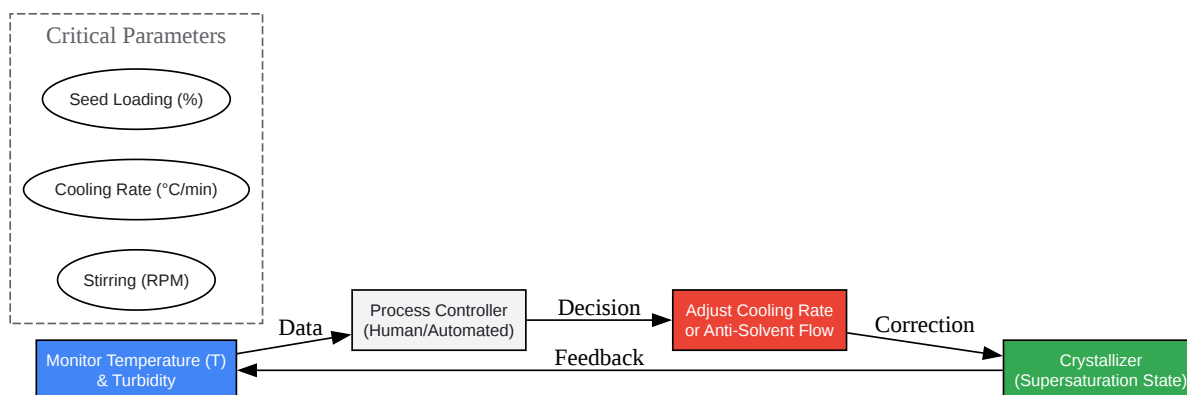 Critical Parameters
Seed Loading (%)
Cooling Rate (°C/min)
Stirring (RPM)
Monitor Temperature (T)
& Turbidity
Data
Process Controller
(Human/Automated)
Decision
Adjust Cooling Rate
or Anti-Solvent Flow
Correction
Crystallizer
(Supersaturation State)
Feedback